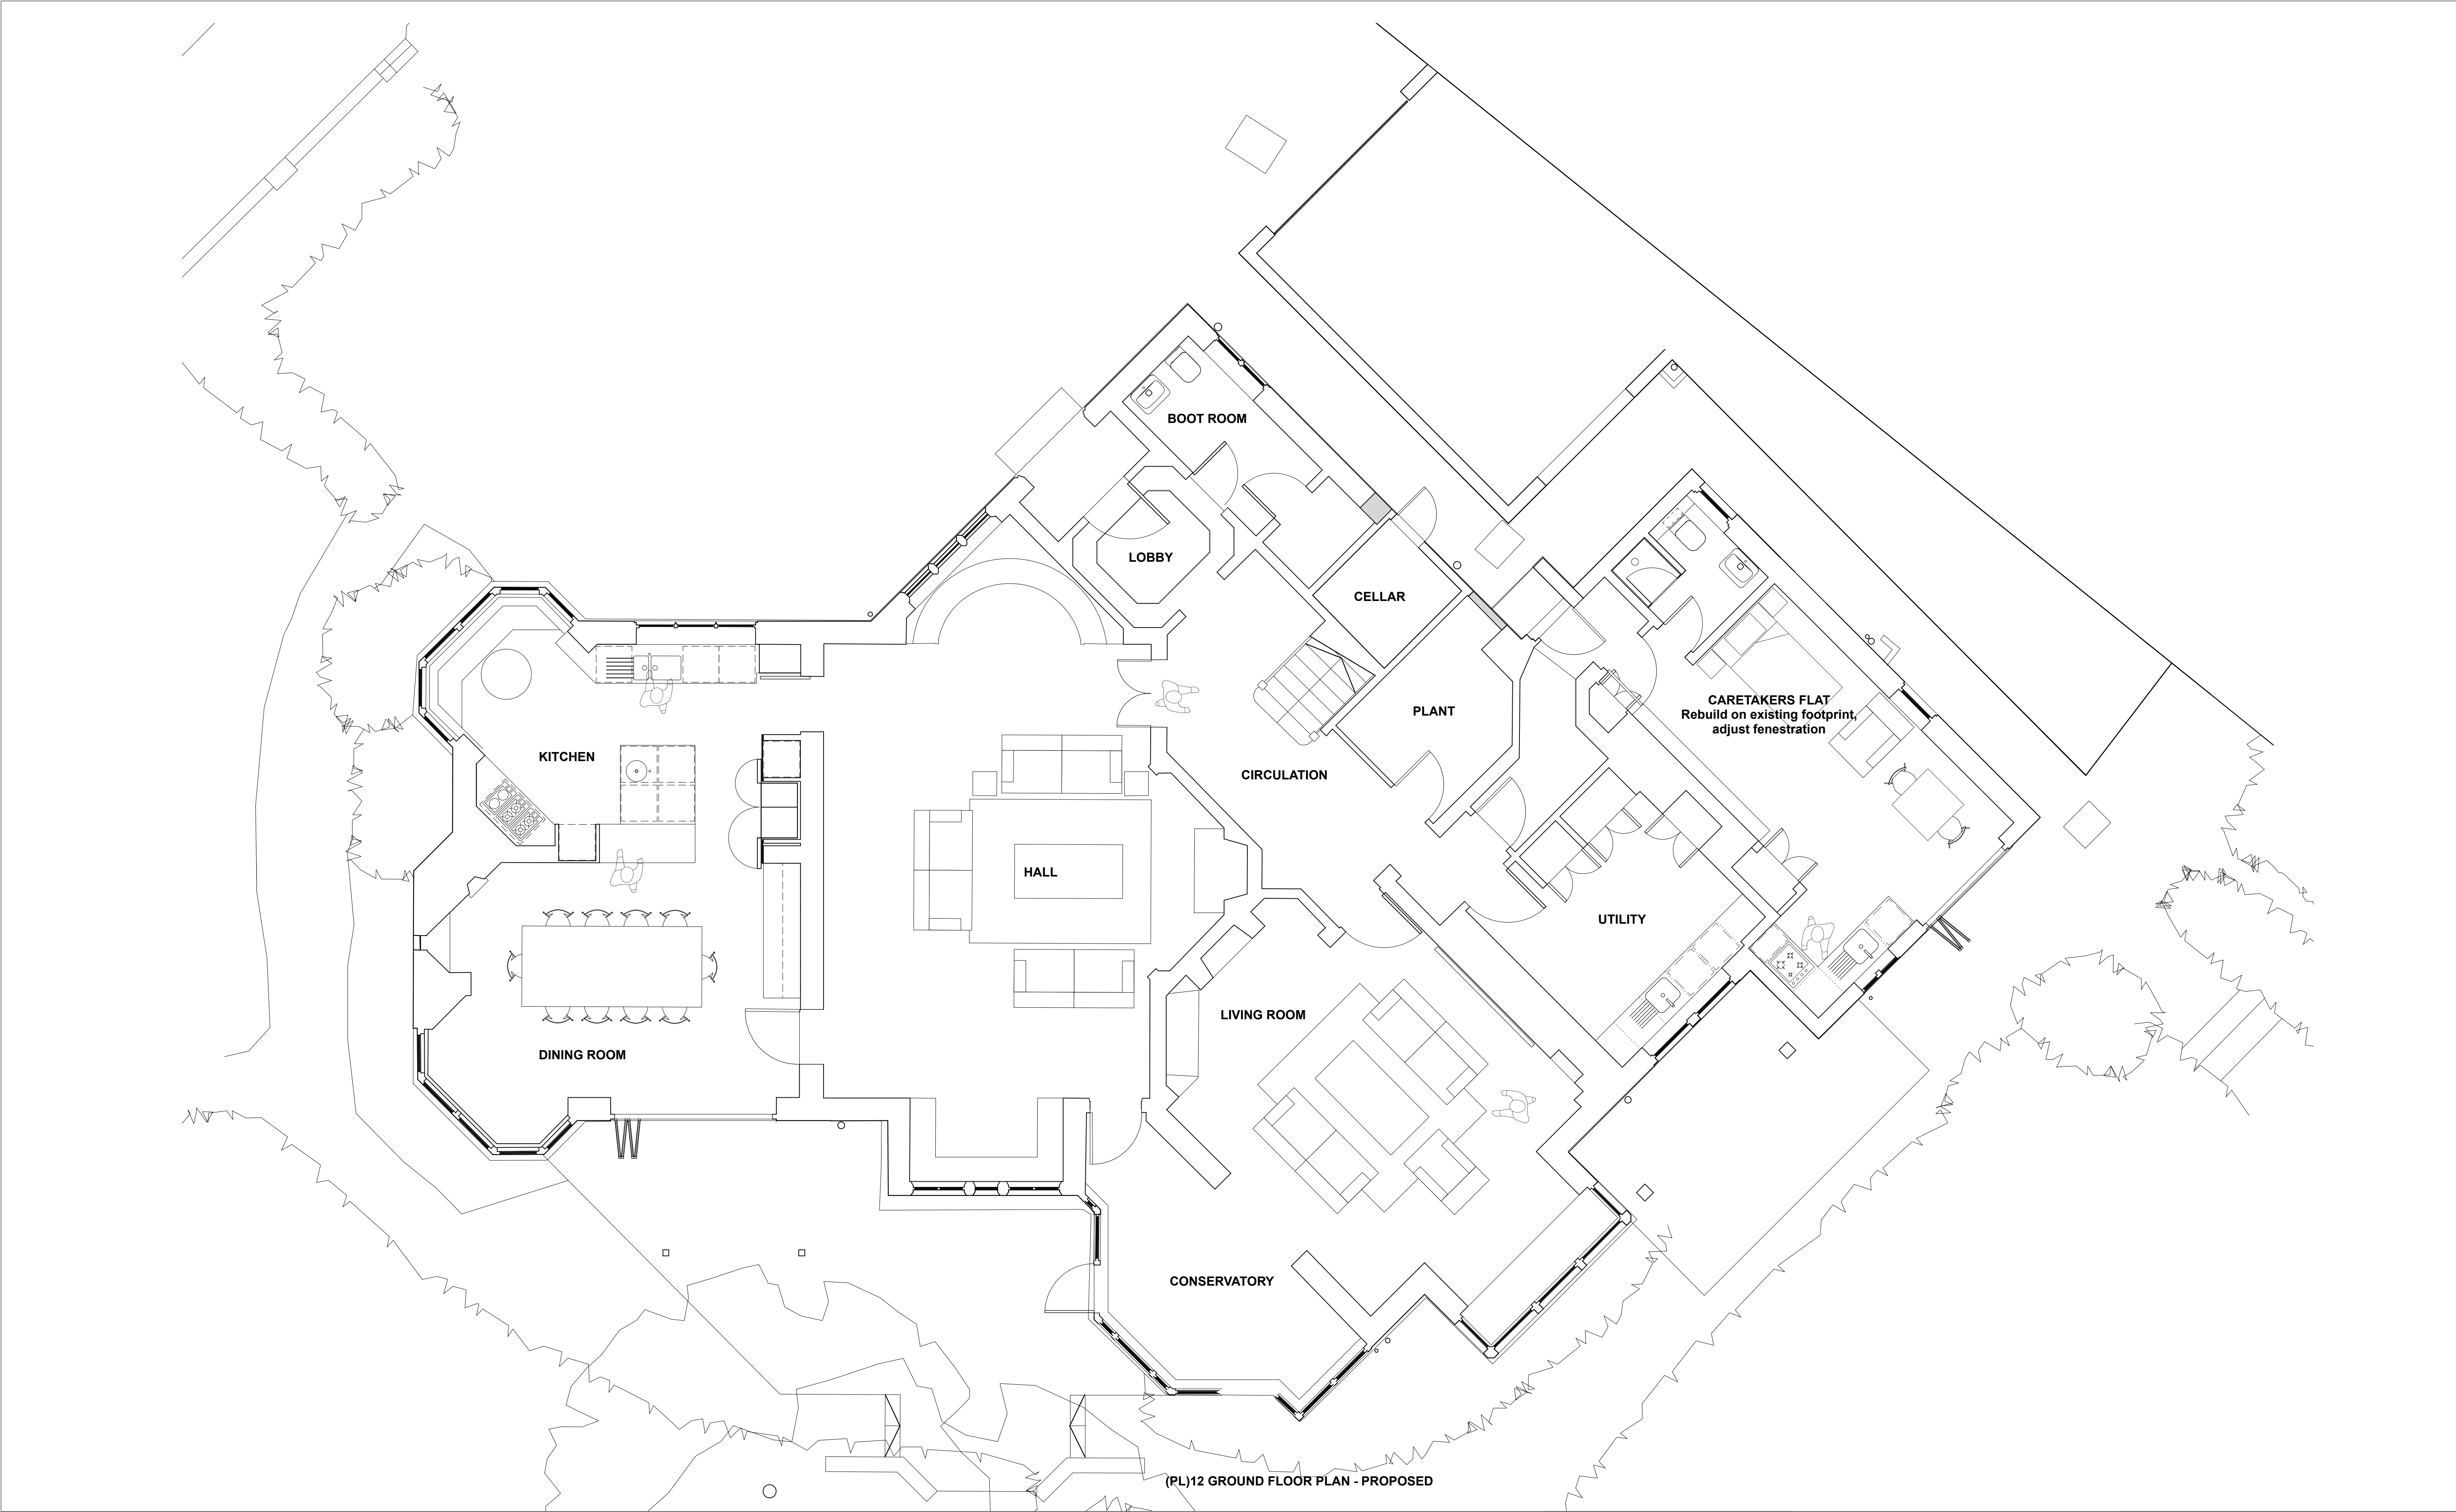 BOOT ROOM
LOBBY
CELLAR
CARETAKERS FLAT
Rebuild on existing footprint,
adjust fenestration
PLANT
KITCHEN
CIRCULATION
HALL
UTILITY
LIVING ROOM
DINING ROOM
CONSERVATORY
(PL)12 GROUND FLOOR PLAN - PROPOSED